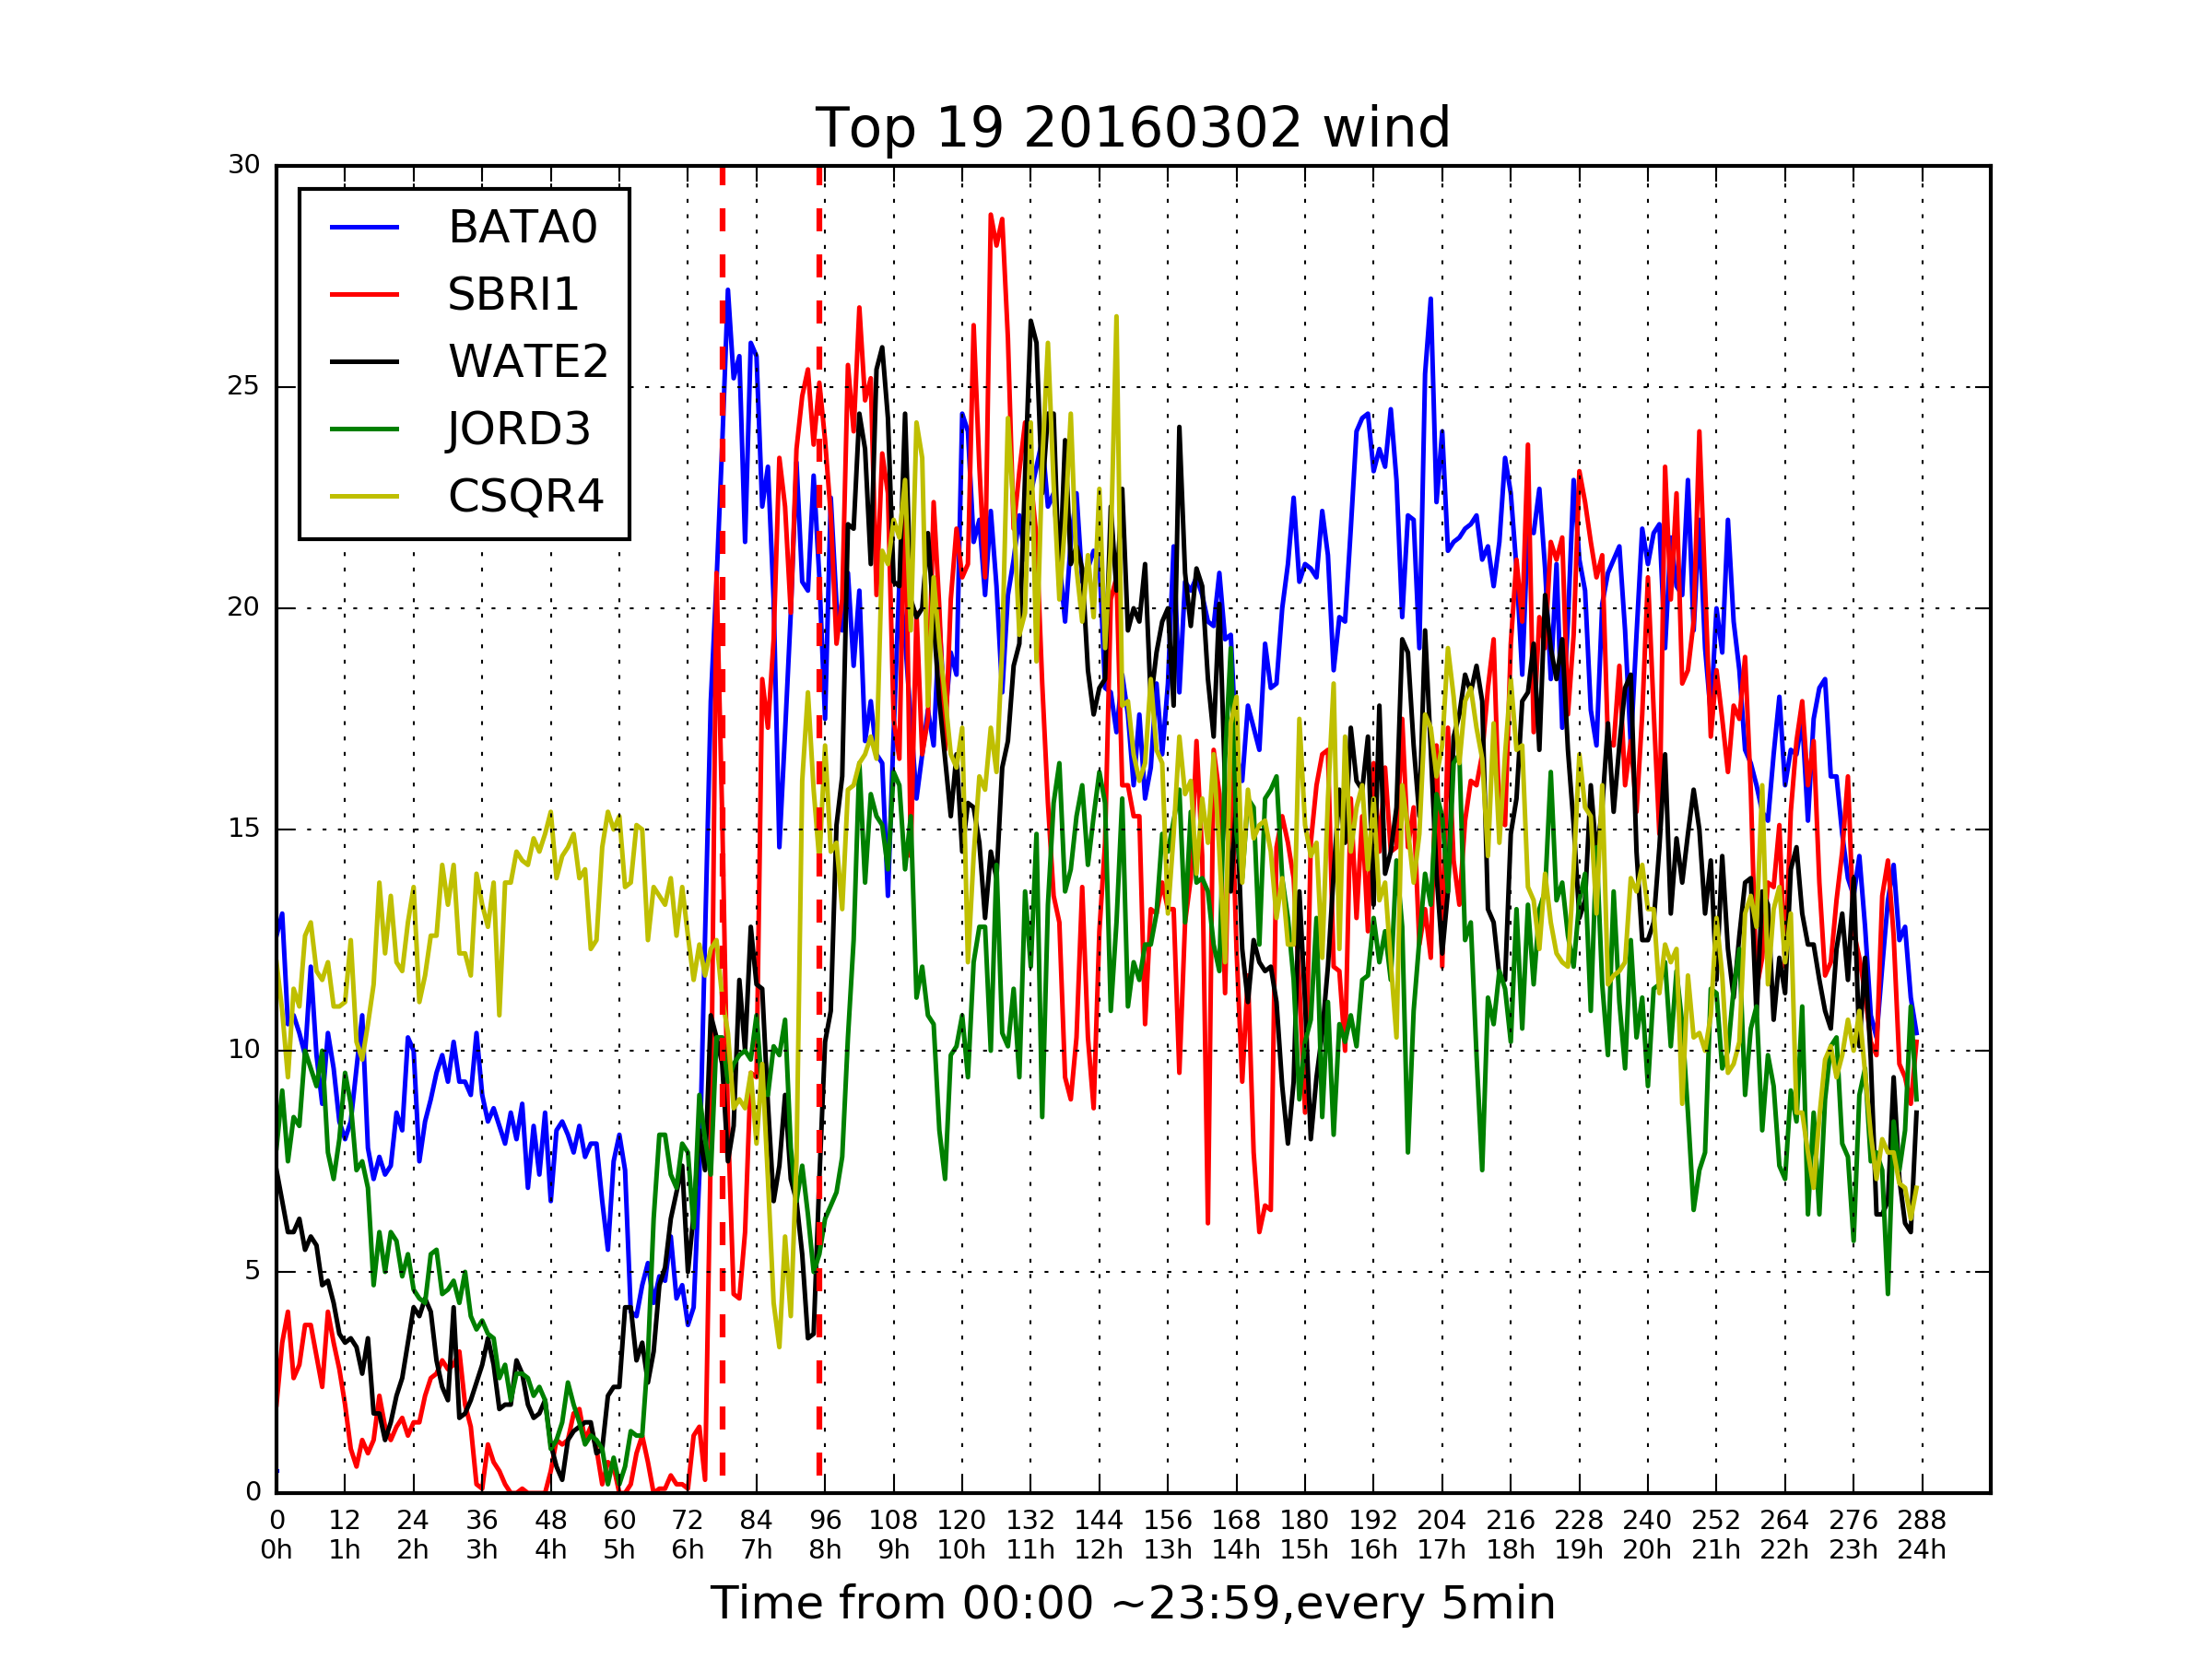 Top 19 20160302 wind
30
25
20
15
10
5
0
BATA0
SBRI1
WATE2
JORD3
CSQR4
0 12 24 36 48 60 72 84 96 108 120 132 144 156 168 180 192 204 216 228 240 252 264 276 288
0h 1h 2h 3h 4h 5h 6h 7h 8h 9h 10h 11h 12h 13h 14h 15h 16h 17h 18h 19h 20h 21h 22h 23h 24h
Time from 00:00 ~23:59,every 5min